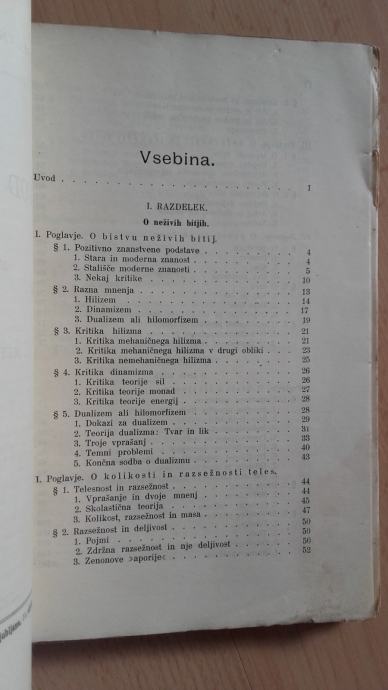 Vsebina.
Uvod . . . 1
I. RAZDELEK.
O neživih bitjih.
I. Poglavje. O bistvu neživih bitij.
§ 1. Pozitivno znanstvene podstave . . . 4
1. Stara in moderna znanost . . . 4
2. Stališče moderne znanosti . . . 5
3. Nekaj kritike . . . 10
§ 2. Razna mnenja . . . 13
1. Hilizem . . . 14
2. Dinamizem . . . 17
3. Dualizem ali hilomorfizem . . . 19
§ 3. Kritika hilizma . . . 21
1. Kritika mehaničnega hilizma . . . 21
2. Kritika mehaničnega hilizma v drugi obliki . . . 23
3. Kritika nemehaničnega hilizma . . . 25
§ 4. Kritika dinamizma . . . 26
1. Kritika teorije sil . . . 26
2. Kritika teorije monad . . . 27
3. Kritika teorije energij . . . 28
§ 5. Dualizem ali hilomorfizem . . . 28
1. Dokazi za dualizem . . . 29
2. Teorija dualizma: Tvar in lik . . . 31
3. Troje vprašanj . . . 33
4. Temni problemi . . . 40
5. Končna sodba o dualizmu . . . 43
I. Poglavje. O kolikosti in razsežnosti teles.
§ 1. Telesnost in razsežnost . . . 44
1. Vprašanje in dvoje mnenj . . . 44
2. Skolastična teorija . . . 45
3. Kolikost, razsežnost in masa . . . 47
§ 2. Razsežnost in deljivost . . . 50
1. Pojmi . . . 50
2. Zdržna razsežnost in nje deljivost . . . 50
3. Zenonove »aporije« . . . 52